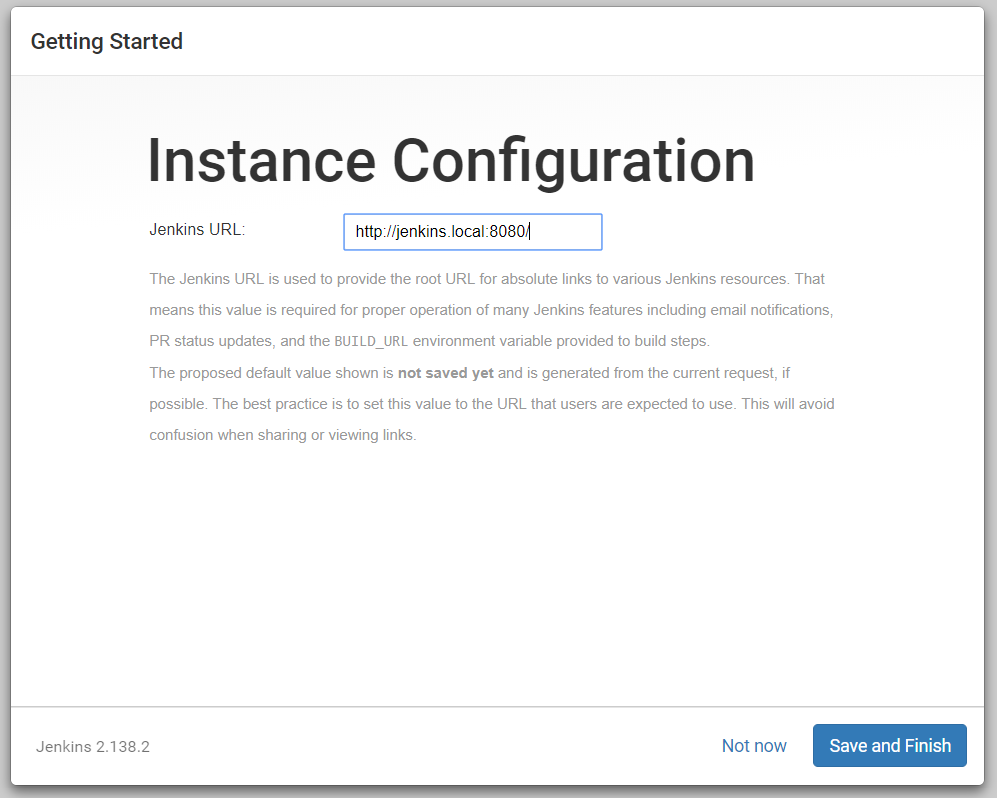 Getting Started
Instance Configuration
Jenkins URL:
http://jenkins.local:8080/
The Jenkins URL is used to provide the root URL for absolute links to various Jenkins resources. That
means this value is required for proper operation of many Jenkins features including email notifications,
PR status updates, and the BUILD_URL environment variable provided to build steps.
The proposed default value shown is not saved yet and is generated from the current request, if
possible. The best practice is to set this value to the URL that users are expected to use. This will avoid
confusion when sharing or viewing links.
Jenkins 2.138.2
Not now
Save and Finish